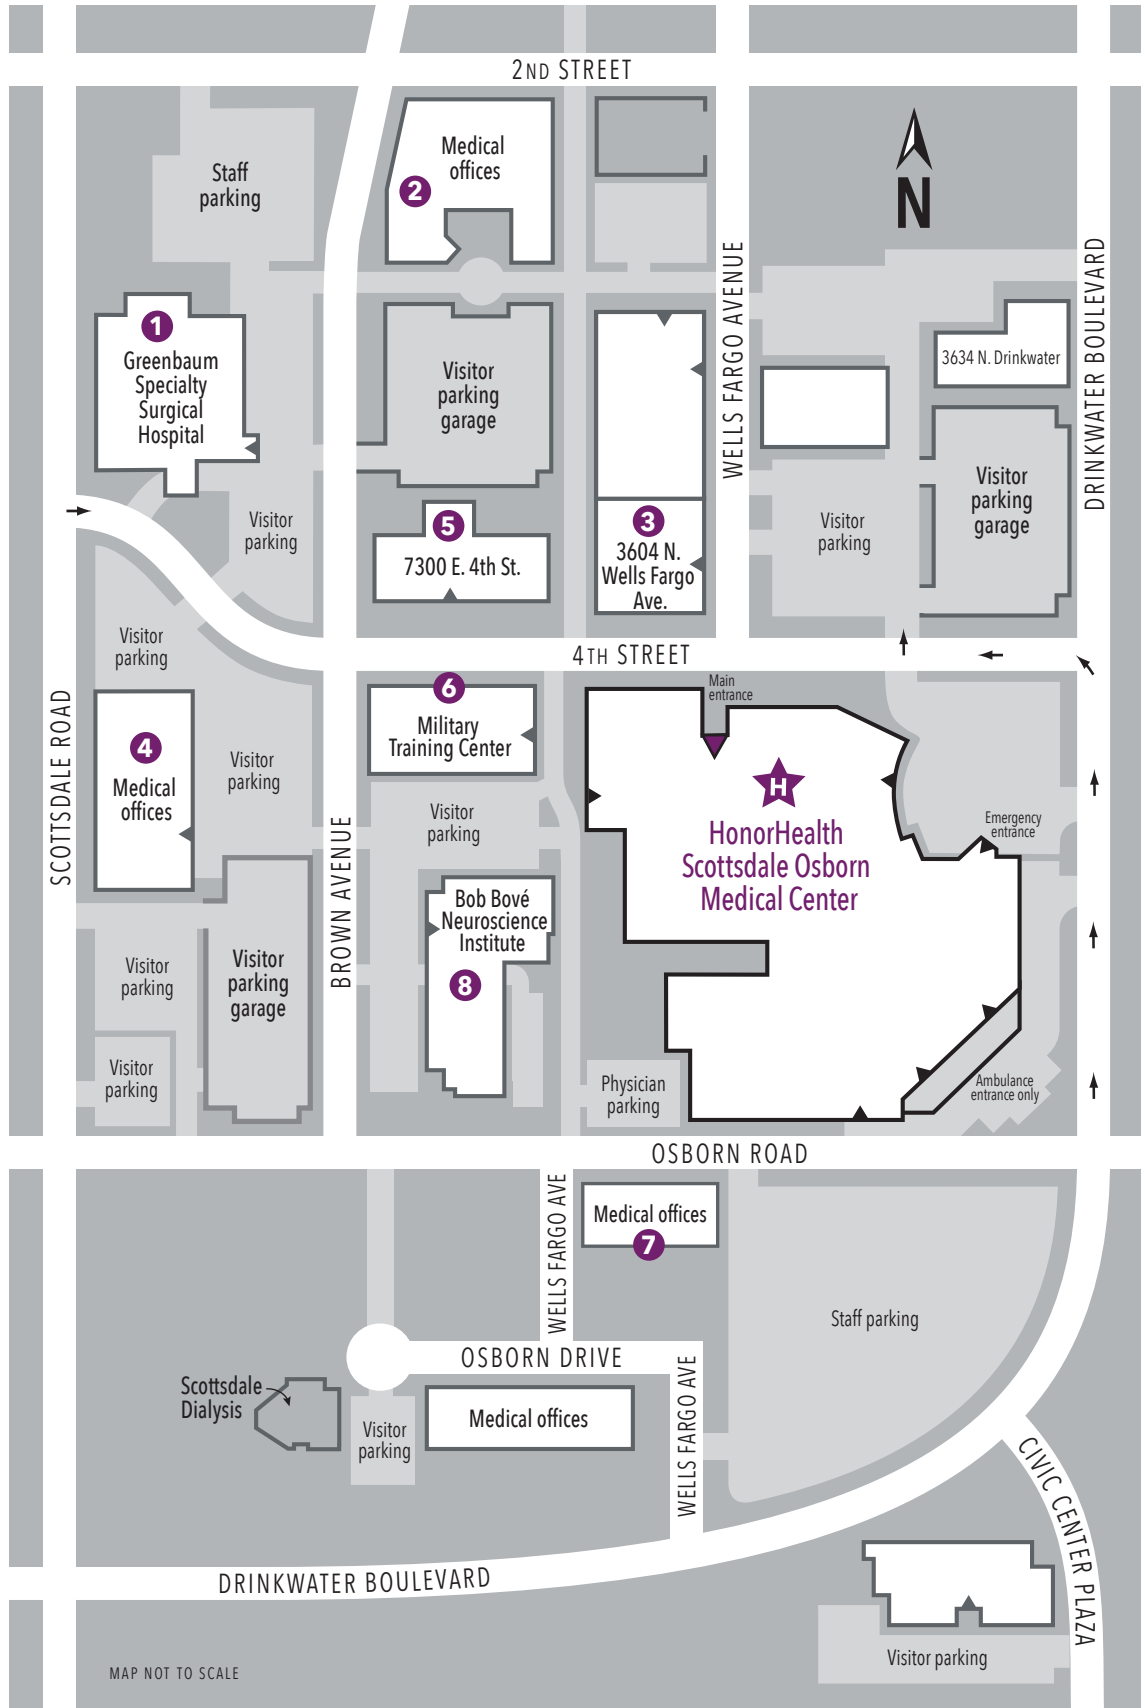 2ND STREET
Staff
parking
Medical
offices
2
N
WELLS FARGO AVENUE
DRINKWATER BOULEVARD
1
Greenbaum
Specialty
Surgical
Hospital
Visitor
parking
garage
3634 N. Drinkwater
Visitor
parking
garage
Visitor
parking
5
7300 E. 4th St.
3
3604 N.
Wells Fargo
Ave.
Visitor
parking
Visitor
parking
4TH STREET
SCOTTSDALE ROAD
4
Medical
offices
Visitor
parking
6
Military
Training Center
Main
entrance
H
HonorHealth
Scottsdale Osborn
Medical Center
Emergency
entrance
Visitor
parking
BROWN AVENUE
Bob Bové
Neuroscience
Institute
8
Visitor
parking
Visitor
parking
garage
Visitor
parking
Physician
parking
Ambulance
entrance only
OSBORN ROAD
WELLS FARGO AVE
Medical offices
7
Staff parking
OSBORN DRIVE
Scottsdale
Dialysis
Visitor
parking
Medical offices
WELLS FARGO AVE
CIVIC CENTER PLAZA
DRINKWATER BOULEVARD
Visitor parking
MAP NOT TO SCALE